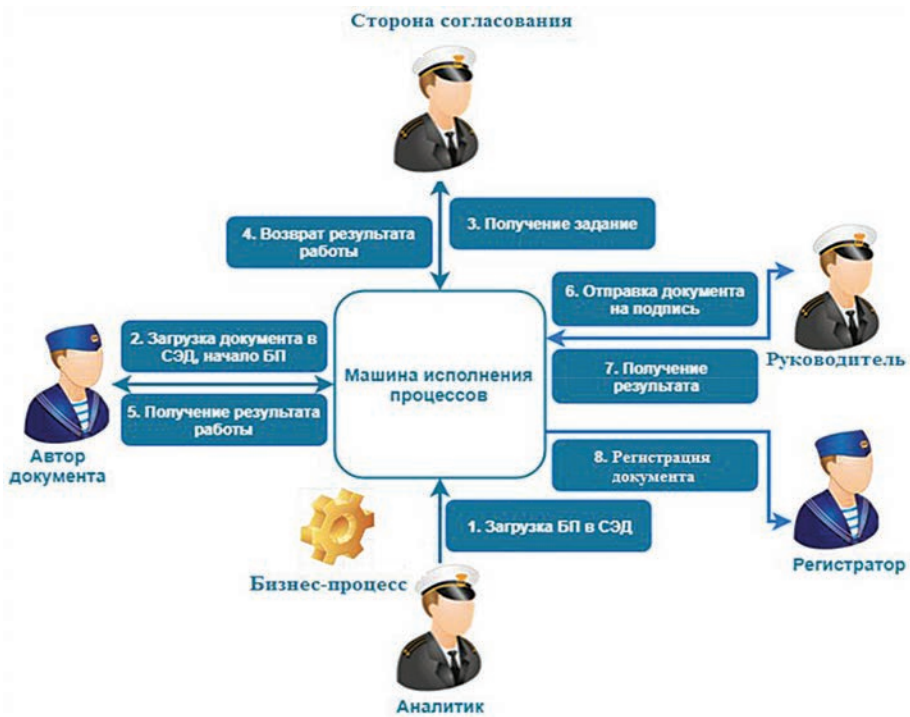 Сторона согласования
4. Возврат результата
работы
3. Получение задание
6. Отправка документа
на подпись
Руководитель
2. Загрузка документа в
СЭД, начало БП
Машина исполнения
процессов
7. Получение
результата
5. Получение результата
работы
Автор
документа
8. Регистрация
документа
1. Загрузка БП в СЭД
Регистратор
Бизнес-процесс
Аналитик